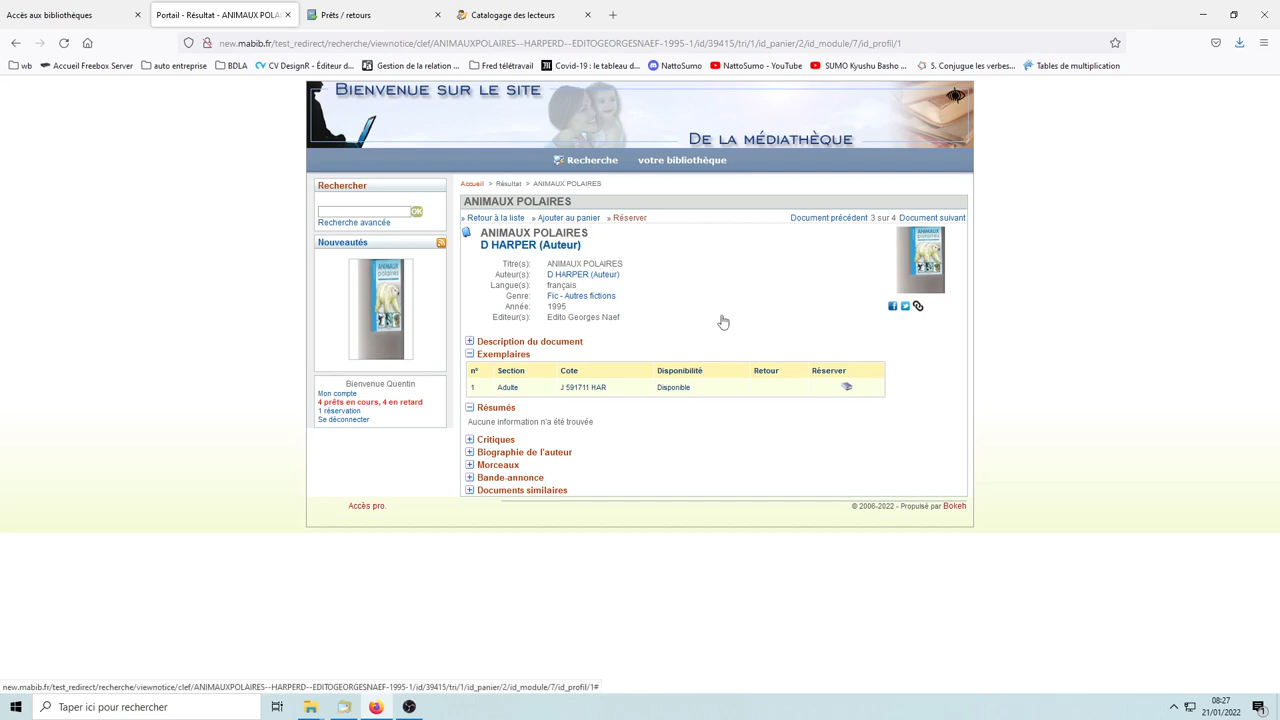 Accès aux bibliothèques
Portail - Résultat - ANIMAUX POLAI
Prêts / retours
Catalogage des lecteurs
new.mabib.fr/test_redirect/recherche/viewnotice/clef/ANIMAUXPOLAIRES--HARPERD--EDITOGEORGESNAEF-1995-1/id/39415/tri/1/id_panier/2/id_module/7/id_profil/1
wb
Accueil Freebox Server
auto entreprise
BDLA
CV DesignR - Éditeur d...
Gestion de la relation ...
Fred télétravail
Covid-19 : le tableau d...
NattoSumo
NattoSumo - YouTube
SUMO Kyushu Basho ...
5. Conjugue les verbes...
Tables de multiplication
Bienvenue sur le site
De la médiathèque
Recherche
votre bibliothèque
Rechercher
OK
Recherche avancée
Nouveautés
ANIMAUX
polaires
Bienvenue Quentin
Mon compte
4 prêts en cours, 4 en retard
1 réservation
Se déconnecter
Accueil > Résultat > ANIMAUX POLAIRES
ANIMAUX POLAIRES
» Retour à la liste » Ajouter au panier » Réserver
Document précédent 3 sur 4 Document suivant
ANIMAUX POLAIRES
D HARPER (Auteur)
ANIMAUX
polaires
Titre(s): ANIMAUX POLAIRES
Auteur(s): D HARPER (Auteur)
Langue(s): français
Genre: Fic - Autres fictions
Année: 1995
Editeur(s): Edito Georges Naef
Description du document
Exemplaires
n° Section Cote Disponibilité Retour Réserver
1 Adulte J 591711 HAR Disponible
Résumés
Aucune information n'a été trouvée
Critiques
Biographie de l'auteur
Morceaux
Bande-annonce
Documents similaires
Accès pro.
© 2006-2022 - Propulsé par Bokeh
new.mabib.fr/test_redirect/recherche/viewnotice/clef/ANIMAUXPOLAIRES--HARPERD--EDITOGEORGESNAEF-1995-1/id/39415/tri/1/id_panier/2/id_module/7/id_profil/1#
Taper ici pour rechercher
08:27
21/01/2022
1